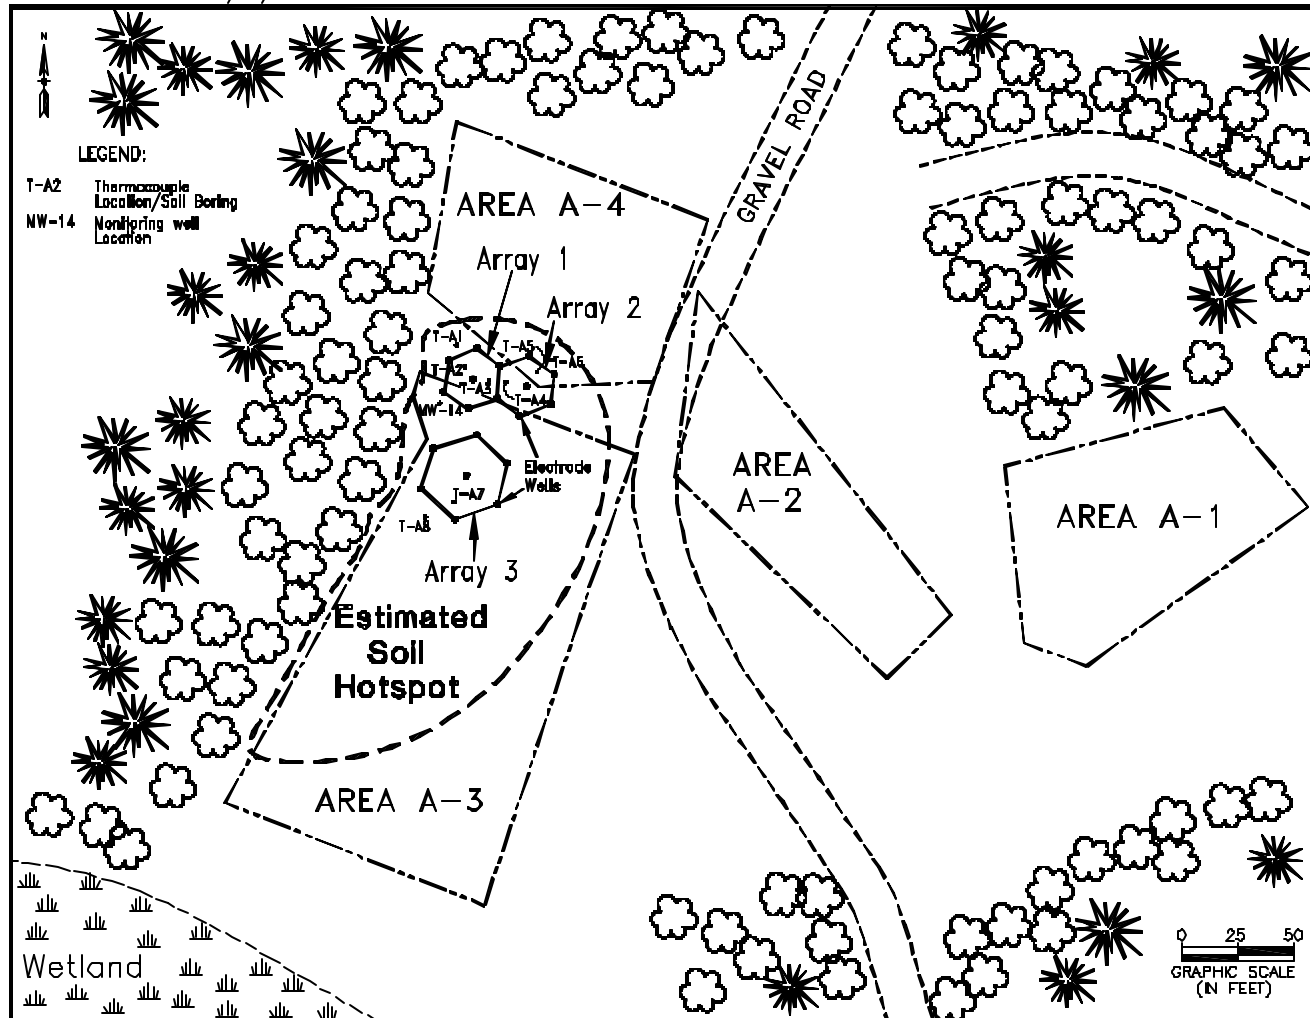 N
LEGEND:
T-A2 Thermocouple
Location/Soil Boring
MW-14 Monitoring well
Location
GRAVEL ROAD
AREA A-4
Array 1
Array 2
T-A1
T-A5
T-A6
T-A2
T-A3
T-A4
MW-14
Electrode
Wells
T-A7
T-A8
Array 3
AREA
A-2
AREA A-1
Estimated
Soil
Hotspot
AREA A-3
Wetland
0 25 50
GRAPHIC SCALE
(IN FEET)